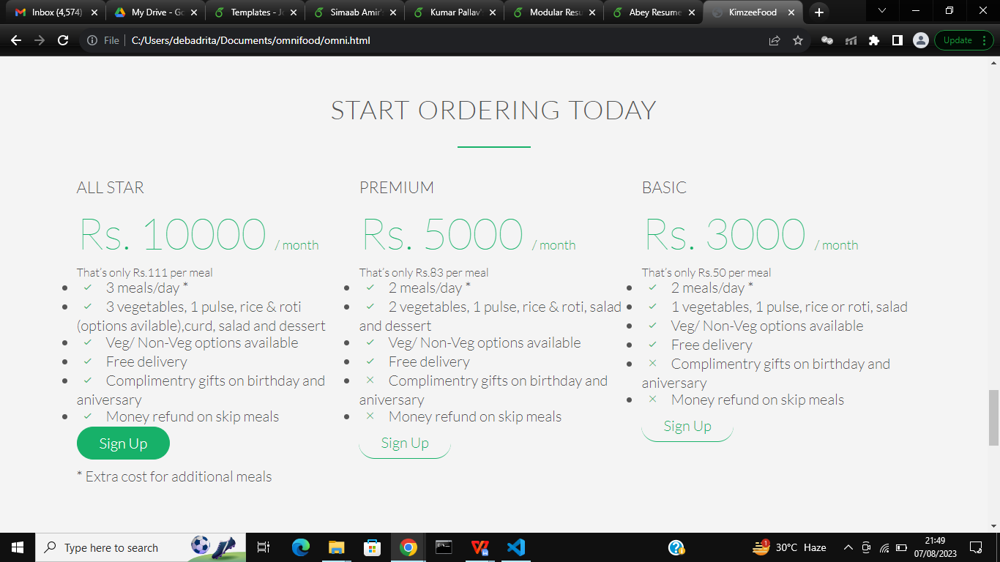 Inbox (4,574)
My Drive - Go
Templates - Jo
Simaab Amir's
Kumar Pallav'
Modular Resu
Abey Resume
KimzeeFood
File
C:/Users/debadrita/Documents/omnifood/omni.html
Update
START ORDERING TODAY
ALL STAR
Rs. 10000 / month
That's only Rs.111 per meal
3 meals/day *
3 vegetables, 1 pulse, rice & roti
(options avilable),curd, salad and dessert
Veg/ Non-Veg options available
Free delivery
Complimentry gifts on birthday and
aniversary
Money refund on skip meals
Sign Up
* Extra cost for additional meals
PREMIUM
Rs. 5000 / month
That's only Rs.83 per meal
2 meals/day *
2 vegetables, 1 pulse, rice & roti, salad
and dessert
Veg/ Non-Veg options available
Free delivery
Complimentry gifts on birthday and
aniversary
Money refund on skip meals
Sign Up
BASIC
Rs. 3000 / month
That's only Rs.50 per meal
2 meals/day *
1 vegetables, 1 pulse, rice or roti, salad
Veg/ Non-Veg options available
Free delivery
Complimentry gifts on birthday and
aniversary
Money refund on skip meals
Sign Up
Type here to search
1
30°C Haze
21:49
07/08/2023